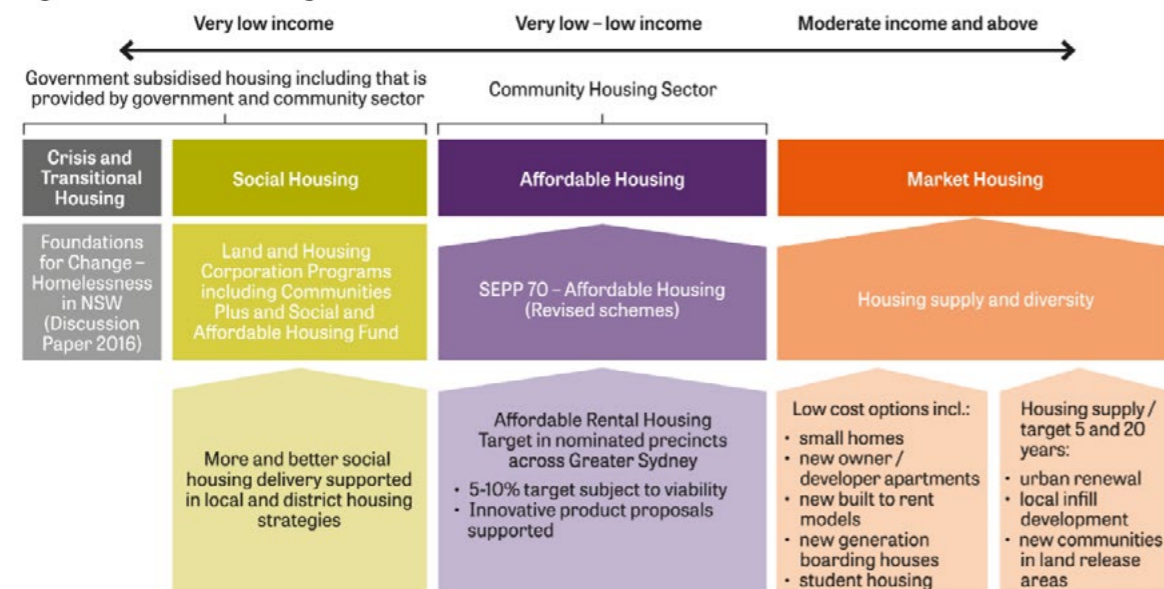 Very low income
Very low – low income
Moderate income and above
Government subsidised housing including that is
provided by government and community sector
Community Housing Sector
Crisis and
Transitional
Housing
Social Housing
Affordable Housing
Market Housing
Foundations
for Change –
Homelessness
in NSW
(Discussion
Paper 2016)
Land and Housing
Corporation Programs
including Communities
Plus and Social and
Affordable Housing Fund
SEPP 70 – Affordable Housing
(Revised schemes)
Housing supply and diversity
More and better social
housing delivery supported
in local and district housing
strategies
Affordable Rental Housing
Target in nominated precincts
across Greater Sydney
• 5-10% target subject to viability
• Innovative product proposals
supported
Low cost options incl.:
• small homes
• new owner /
developer apartments
• new built to rent
models
• new generation
boarding houses
• student housing
Housing supply /
target 5 and 20
years:
• urban renewal
• local infill
development
• new communities
in land release
areas